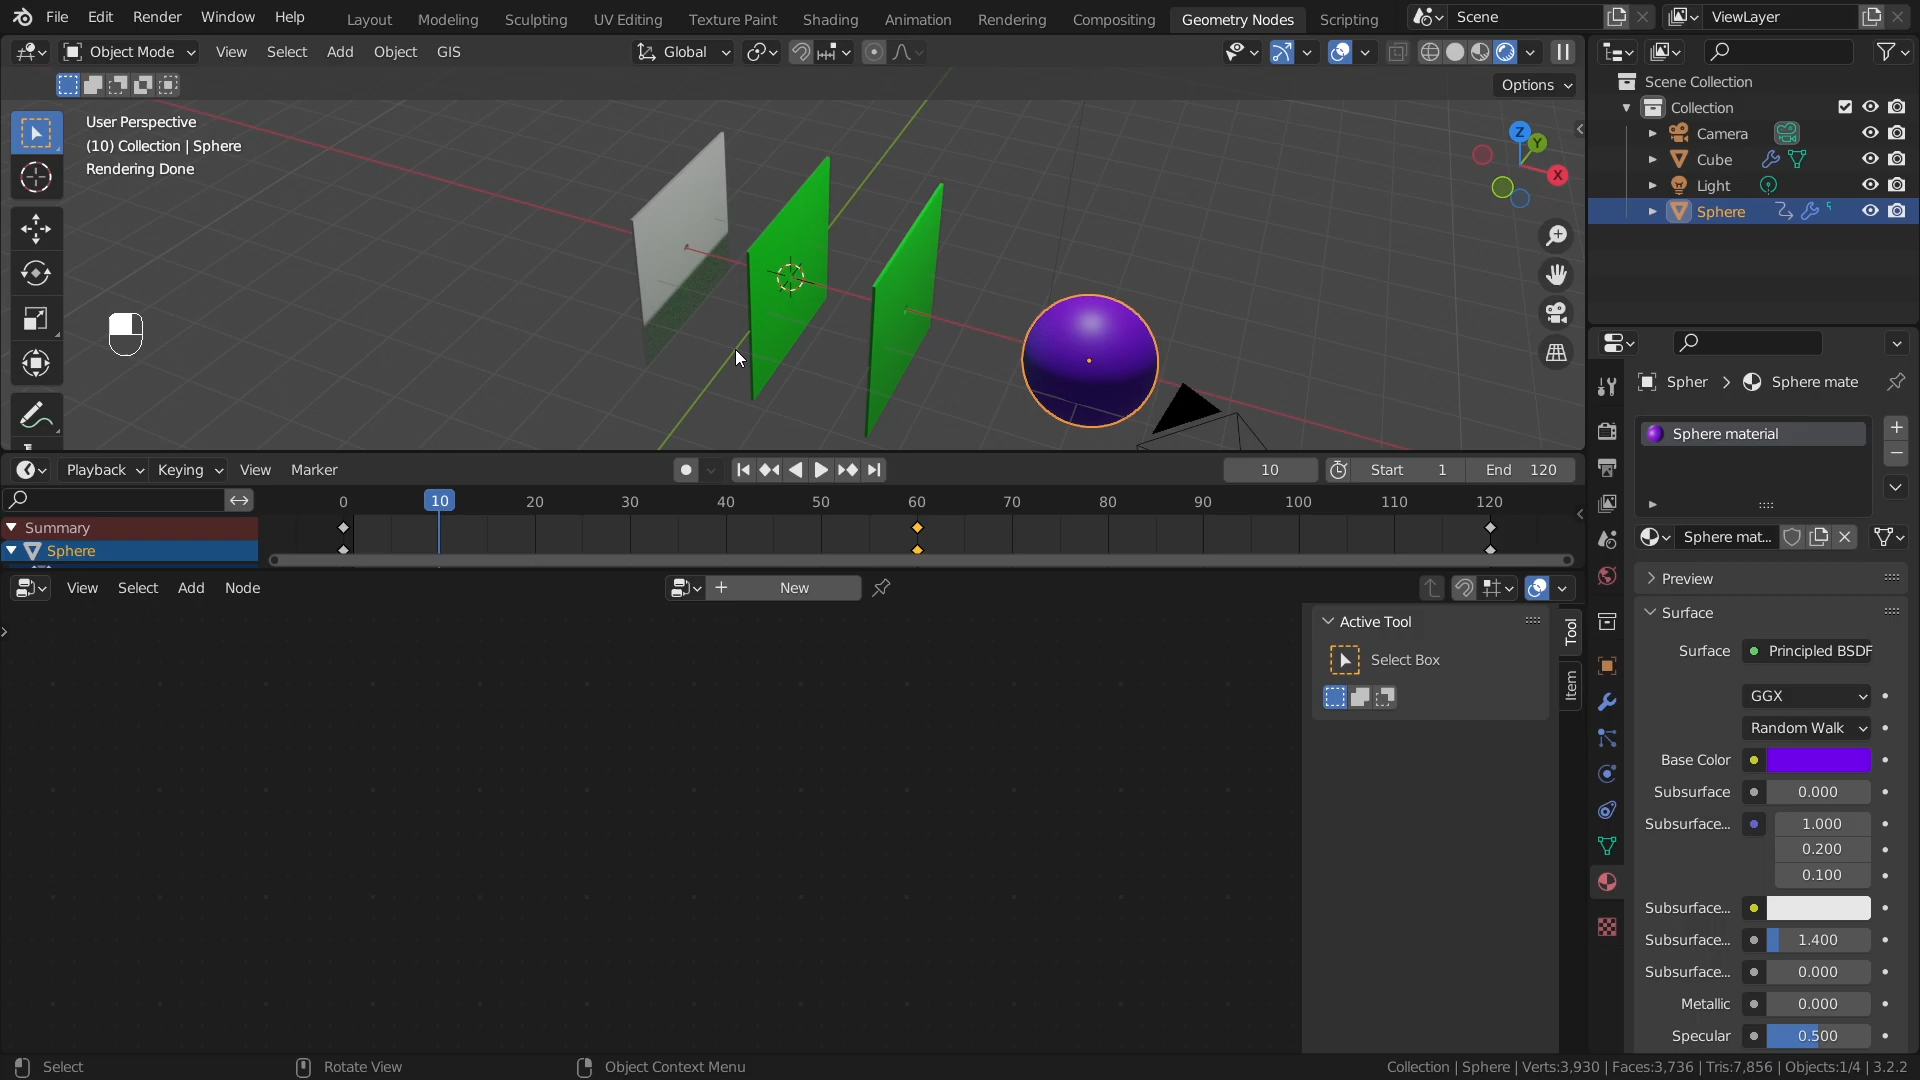 File Edit Render Window Help Layout Modeling Sculpting UV Editing Texture Paint Shading Animation Rendering Compositing Geometry Nodes Scripting Scene ViewLayer
Object Mode View Select Add Object GIS Global
Options
User Perspective
(10) Collection | Sphere
Rendering Done
Z
Y
X
Scene Collection
Collection
Camera
Cube
Light
Sphere
Spher > Sphere mate
Sphere material
Sphere mat...
Preview
Surface
Surface Principled BSDF
GGX
Random Walk
Base Color
Subsurface 0.000
Subsurface... 1.000
0.200
0.100
Subsurface...
Subsurface... 1.400
Subsurface... 0.000
Metallic 0.000
Specular 0.500
Playback Keying View Marker 10 Start 1 End 120
0 10 20 30 40 50 60 70 80 90 100 110 120
Summary
Sphere
View Select Add Node New
Active Tool
Select Box
Tool
Item
Select Rotate View Object Context Menu Collection | Sphere | Verts:3,930 | Faces:3,736 | Tris:7,856 | Objects:1/4 | 3.2.2